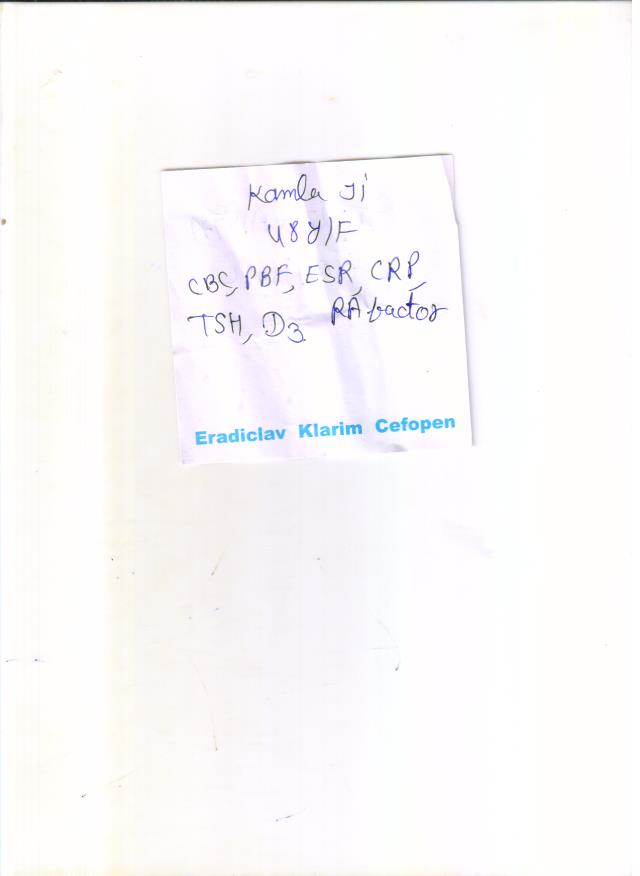 Kamla Ji
48Y/F
CBC, PBF, ESR, CRP,
TSH, D3 RA factor
Eradiclav Klarim Cefopen